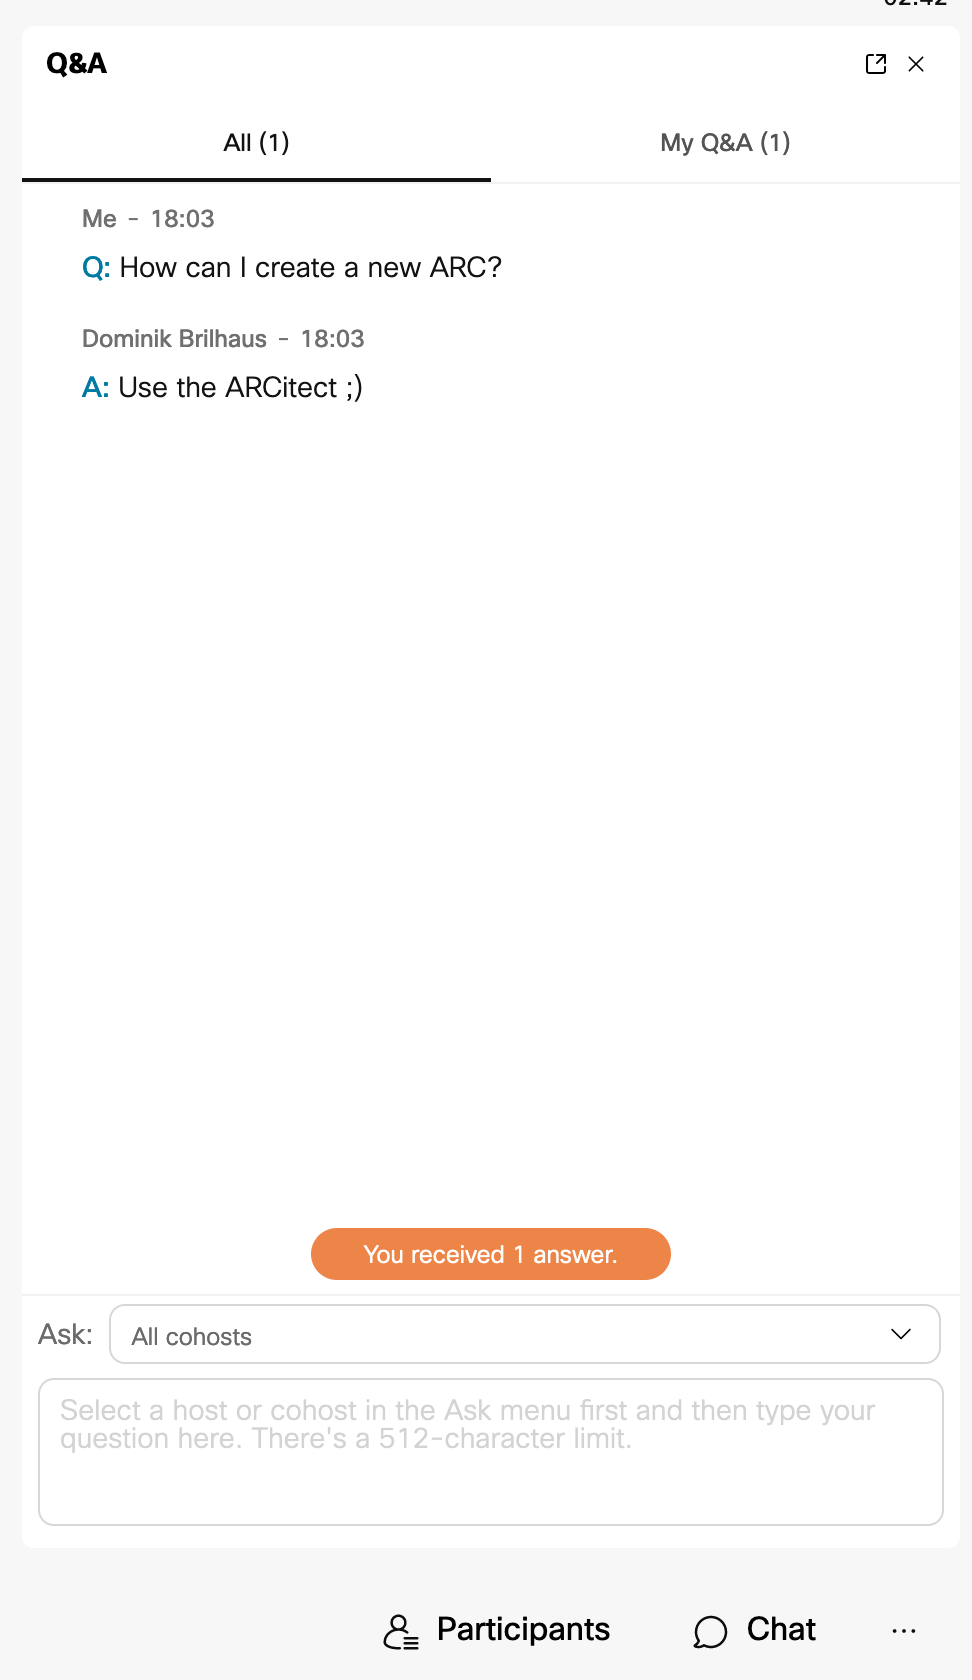 02:42
Q&A
All (1)
My Q&A (1)
Me - 18:03
Q: How can I create a new ARC?
Dominik Brilhaus - 18:03
A: Use the ARCitect ;)
You received 1 answer.
Ask:
All cohosts
Select a host or cohost in the Ask menu first and then type your
question here. There's a 512-character limit.
Participants
Chat